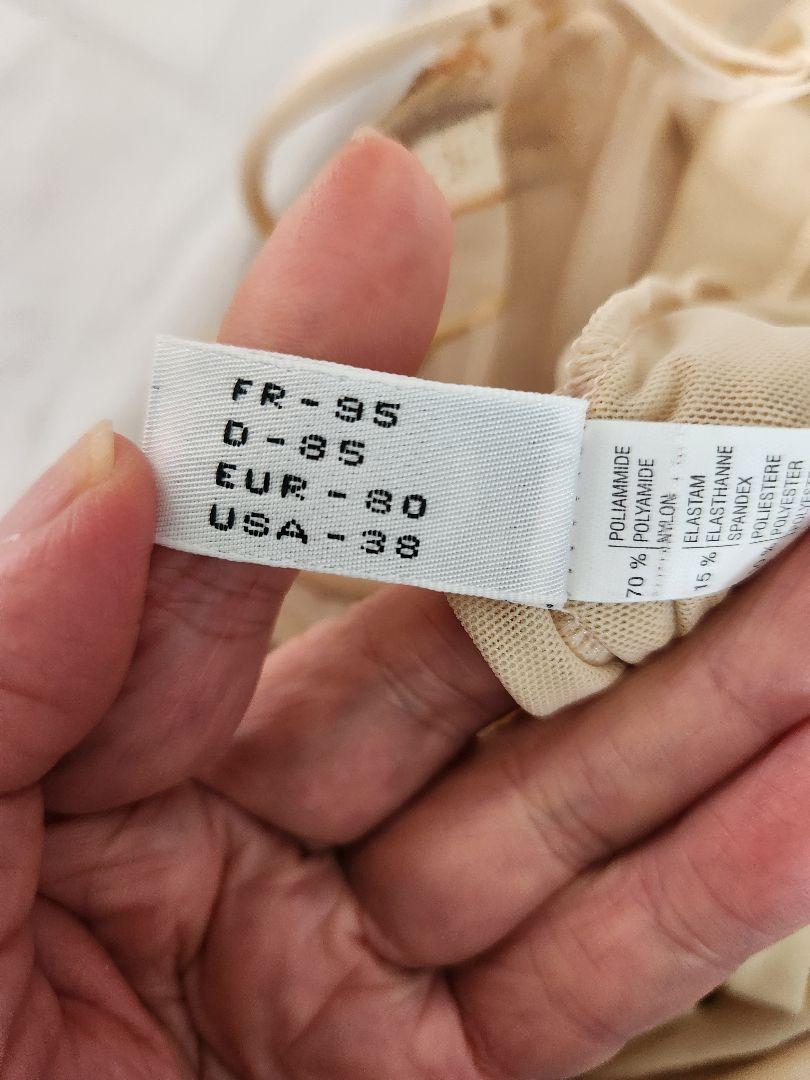 FR - 95
D - 85
EUR - 80
USA - 38
70 %
POLIAMMIDE
POLYAMIDE
NYLON
15 %
ELASTAM
ELASTHANNE
SPANDEX
POLIESTERE
POLYESTER